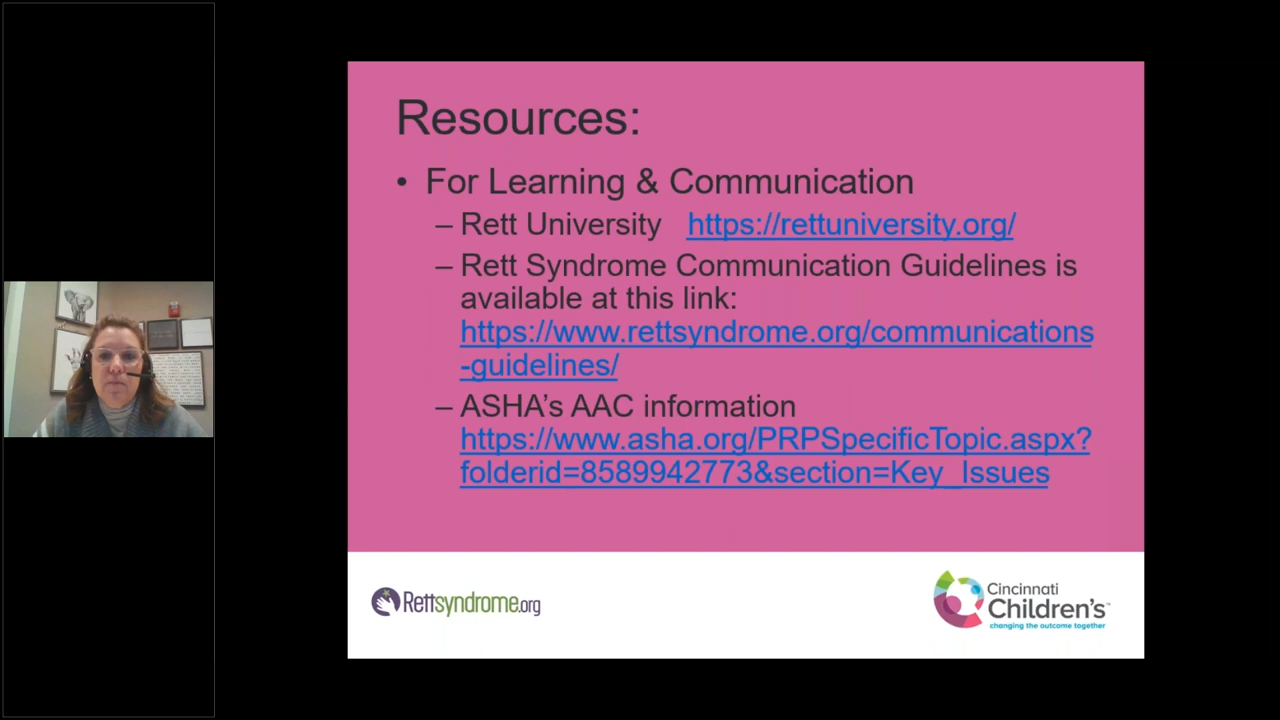 Resources:
• For Learning & Communication
– Rett University https://rettuniversity.org/
– Rett Syndrome Communication Guidelines is
available at this link:
https://www.rettsyndrome.org/communications
-guidelines/
– ASHA’s AAC information
https://www.asha.org/PRPSpecificTopic.aspx?
folderid=8589942773&section=Key_Issues
Rettsyndrome.org
Cincinnati
Children’s™
changing the outcome together